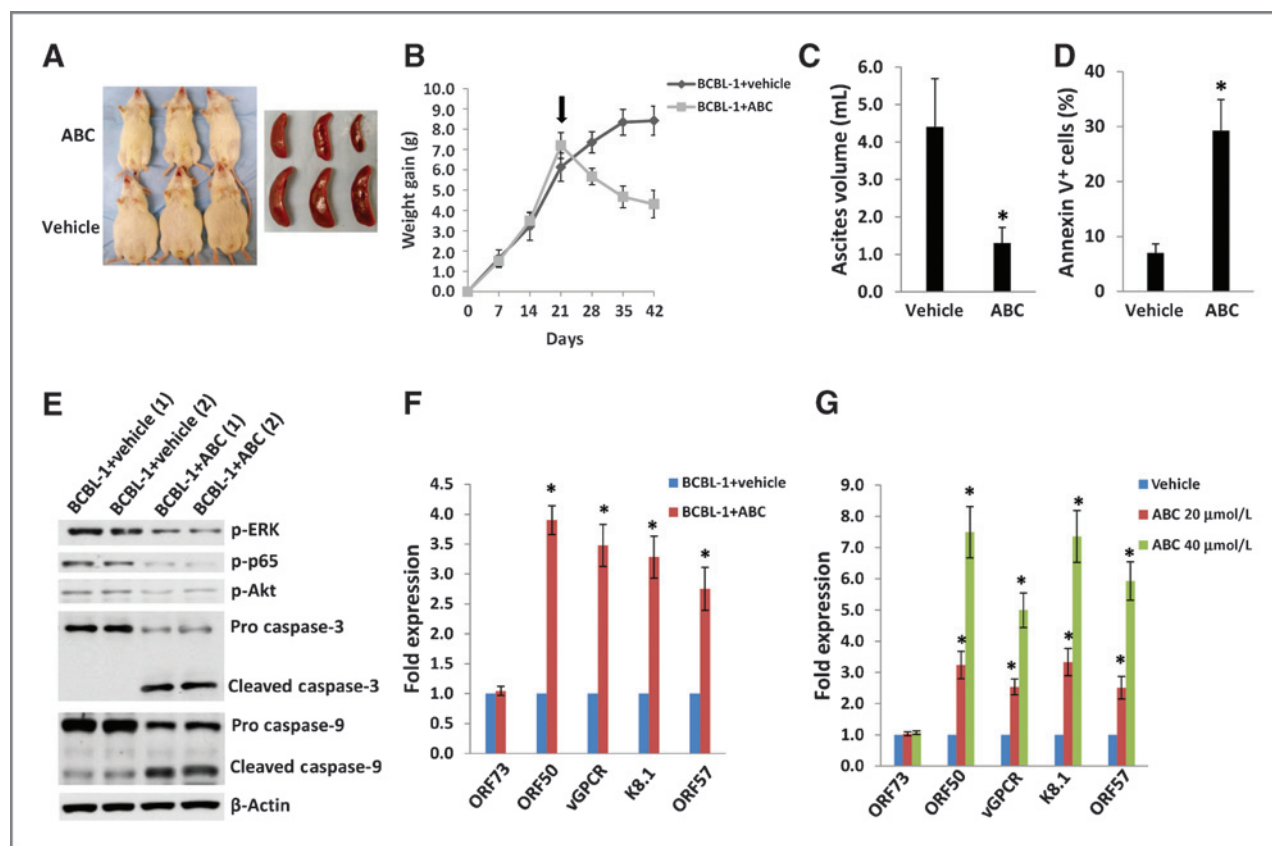 A
ABC
Vehicle
B
BCBL-1+vehicle
BCBL-1+ABC
Weight gain (g)
10.0
9.0
8.0
7.0
6.0
5.0
4.0
3.0
2.0
1.0
0.0
0 7 14 21 28 35 42
Days
C
Ascites volume (mL)
6.0
5.0
4.0
3.0
2.0
1.0
0.0
*
Vehicle ABC
D
Annexin V+ cells (%)
40
30
20
10
0
*
Vehicle ABC
E
BCBL-1+vehicle (1)
BCBL-1+vehicle (2)
BCBL-1+ABC (1)
BCBL-1+ABC (2)
p-ERK
p-p65
p-Akt
Pro caspase-3
Cleaved caspase-3
Pro caspase-9
Cleaved caspase-9
β-Actin
F
BCBL-1+vehicle
BCBL-1+ABC
Fold expression
4.5
4.0
3.5
3.0
2.5
2.0
1.5
1.0
0.5
0.0
* * * *
ORF73 ORF50 vGPCR K8.1 ORF57
G
Vehicle
ABC 20 μmol/L
ABC 40 μmol/L
Fold expression
9.0
8.0
7.0
6.0
5.0
4.0
3.0
2.0
1.0
0.0
* * * * * * * *
ORF73 ORF50 vGPCR K8.1 ORF57